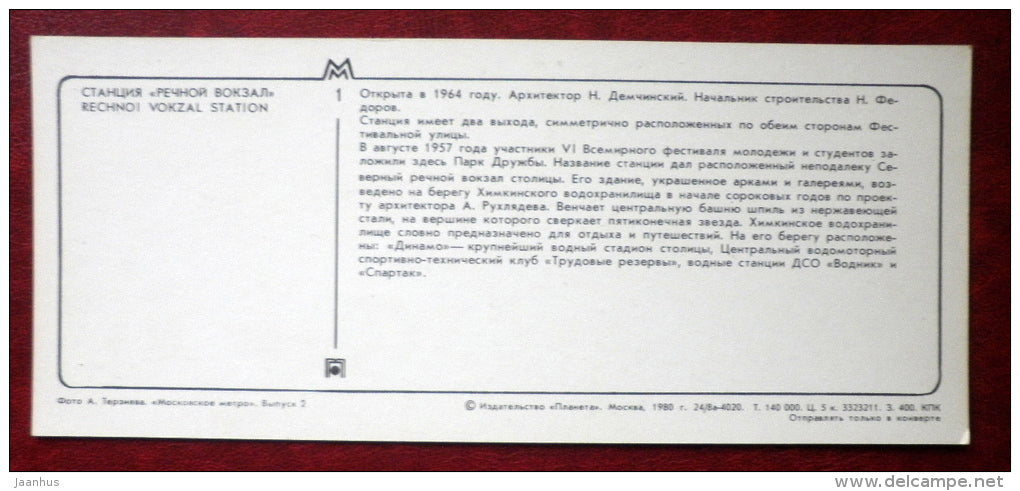 СТАНЦИЯ «РЕЧНОЙ ВОКЗАЛ»
RECHNOI VOKZAL STATION
1
Открыта в 1964 году. Архитектор Н. Демчинский. Начальник строительства Н. Фе-
доров.
Станция имеет два выхода, симметрично расположенных по обеим сторонам Фес-
тивальной улицы.
В августе 1957 года участники VI Всемирного фестиваля молодежи и студентов за-
ложили здесь Парк Дружбы. Название станции дал расположенный неподалеку Се-
верный речной вокзал столицы. Его здание, украшенное арками и галереями, воз-
ведено на берегу Химкинского водохранилища в начале сороковых годов по проек-
ту архитектора А. Рухлядева. Венчает центральную башню шпиль из нержавеющей
стали, на вершине которого сверкает пятиконечная звезда. Химкинское водохрани-
лище словно предназначено для отдыха и путешествий. На его берегу расположе-
ны: «Динамо»— крупнейший водный стадион столицы, Центральный водомоторный
спортивно-технический клуб «Трудовые резервы», водные станции ДСО «Водник» и
«Спартак».
Фото А. Терзиева. «Московское метро». Выпуск 2
© Издательство «Планета». Москва, 1980 г. 24/8а-4020. Т. 140 000. Ц. 5 к. 3323211. З. 400. КПК
Отправлять только в конверте
Jaanhus
www.delcampe.net